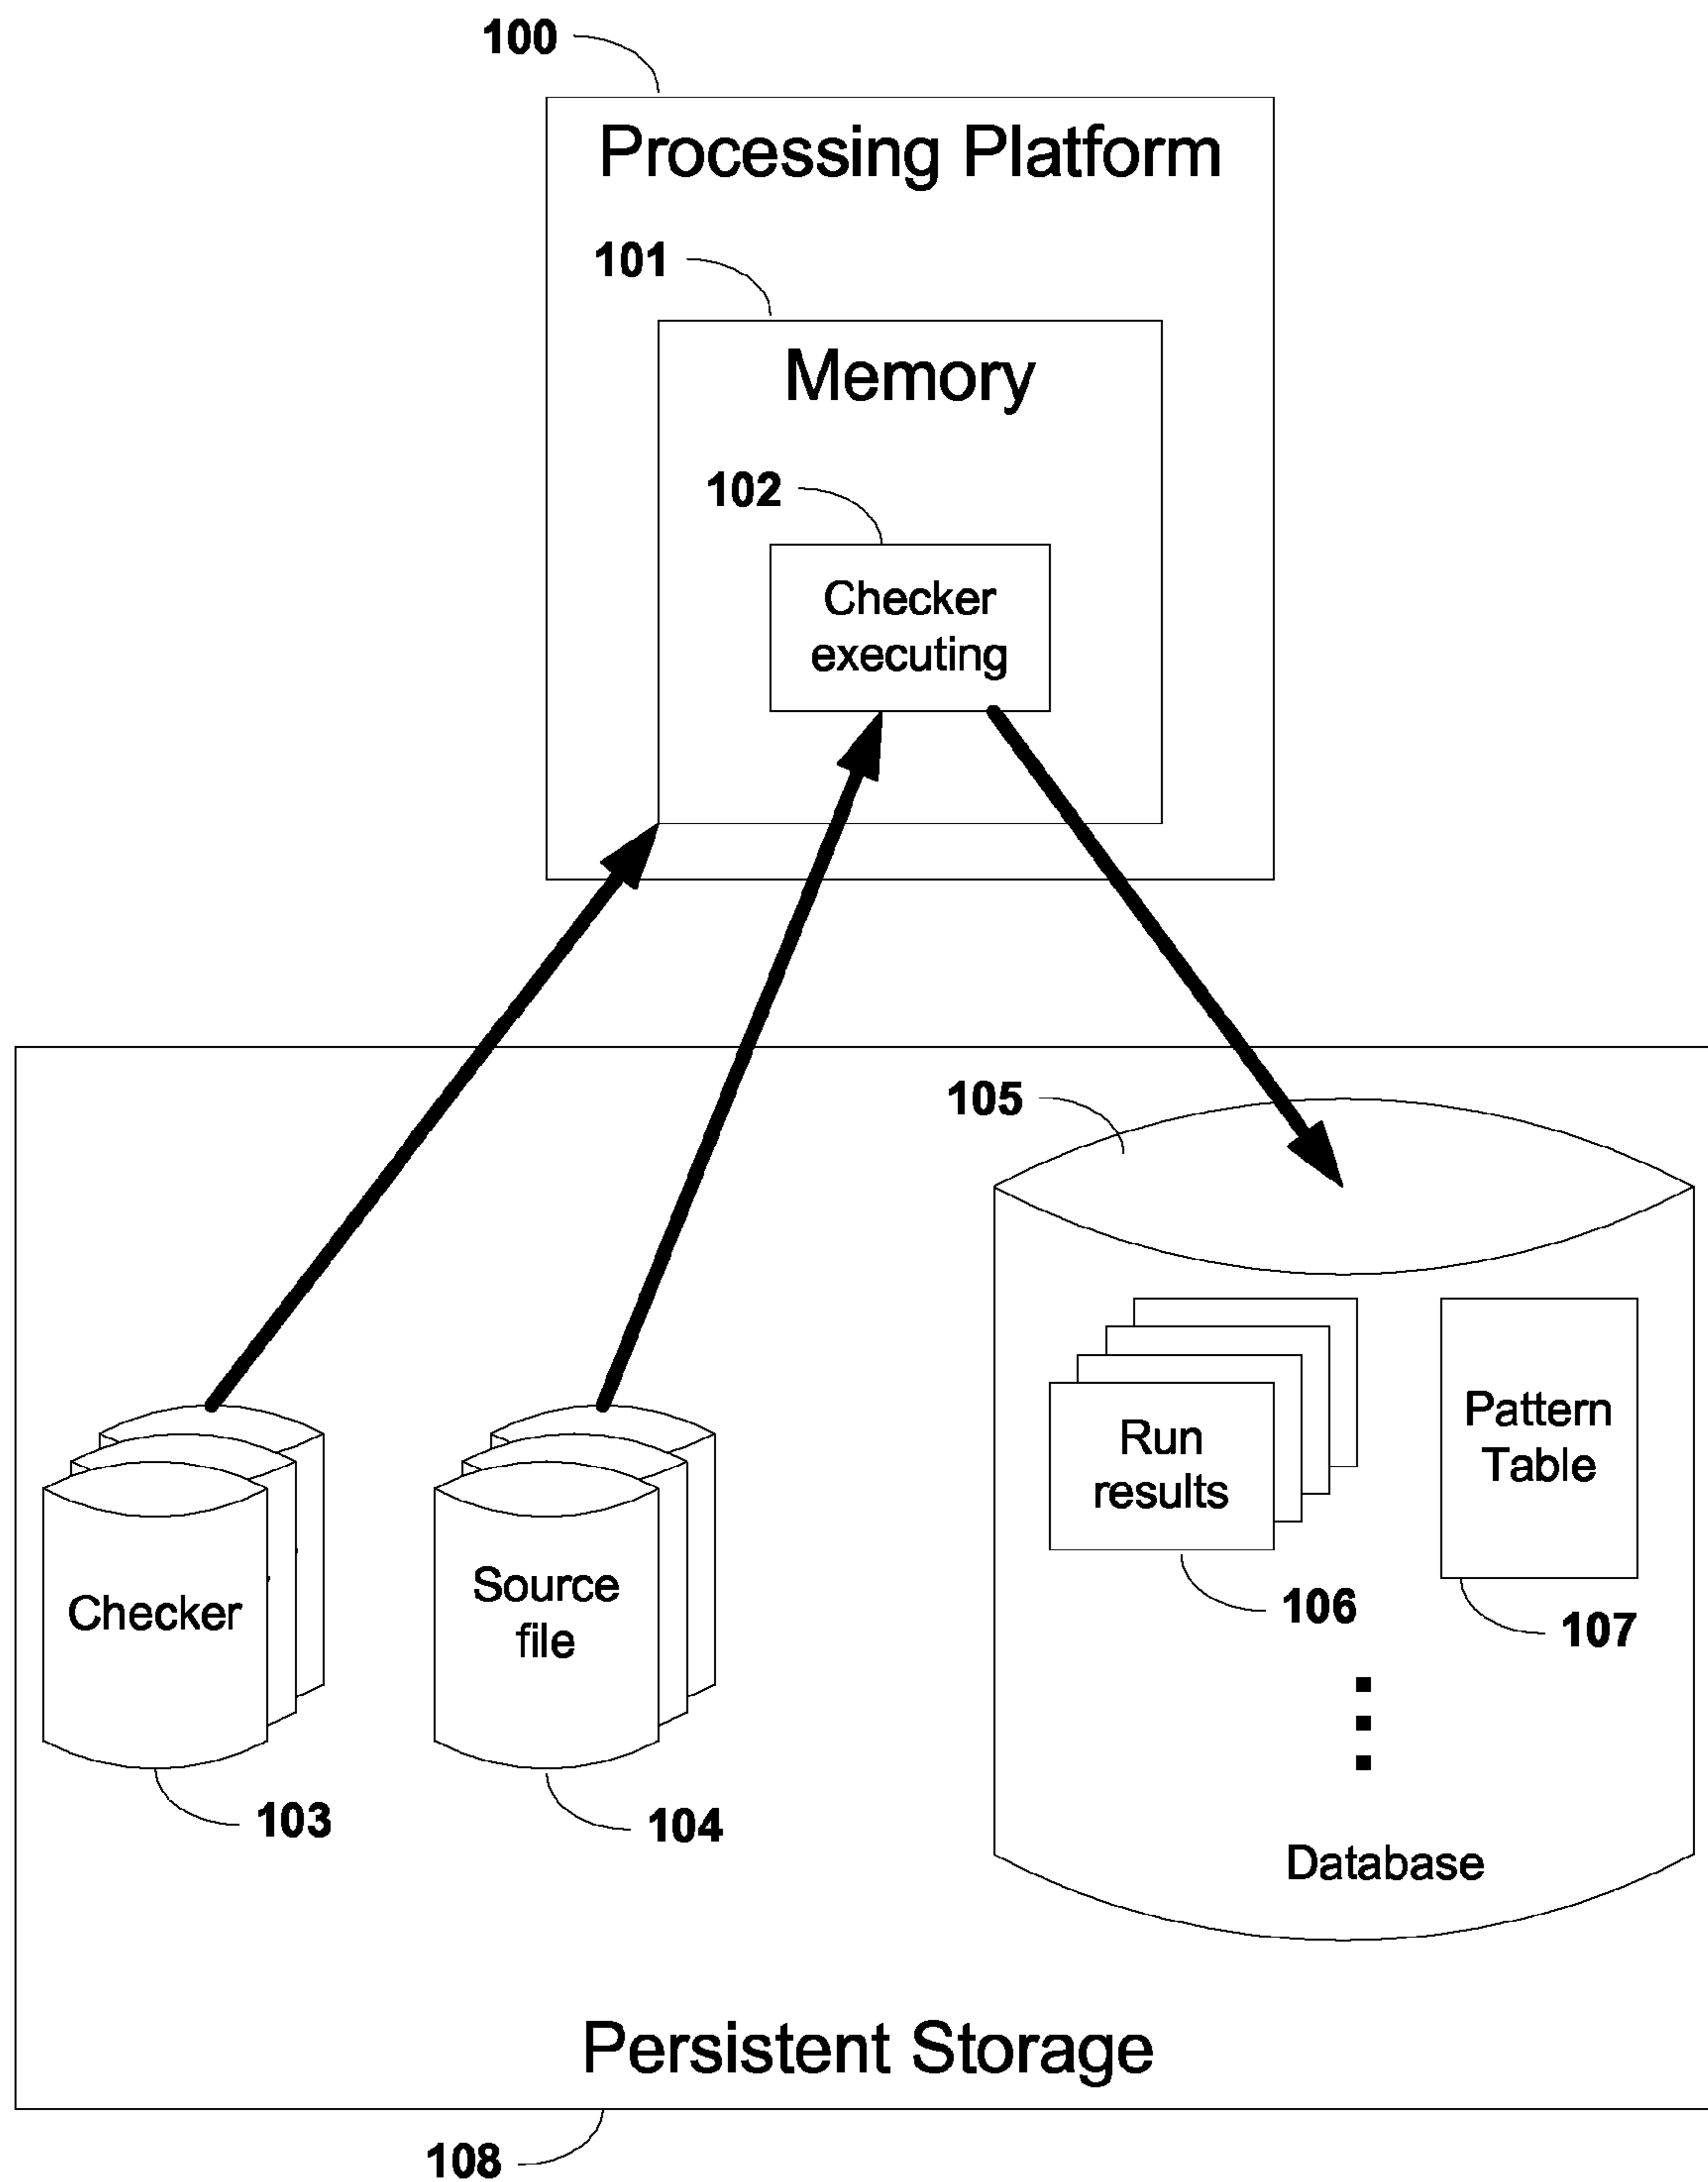 100
Processing Platform
101
Memory
102
Checker
executing
105
Run
results
Pattern
Table
106
107
Checker
Source
file
103
104
Database
Persistent Storage
108